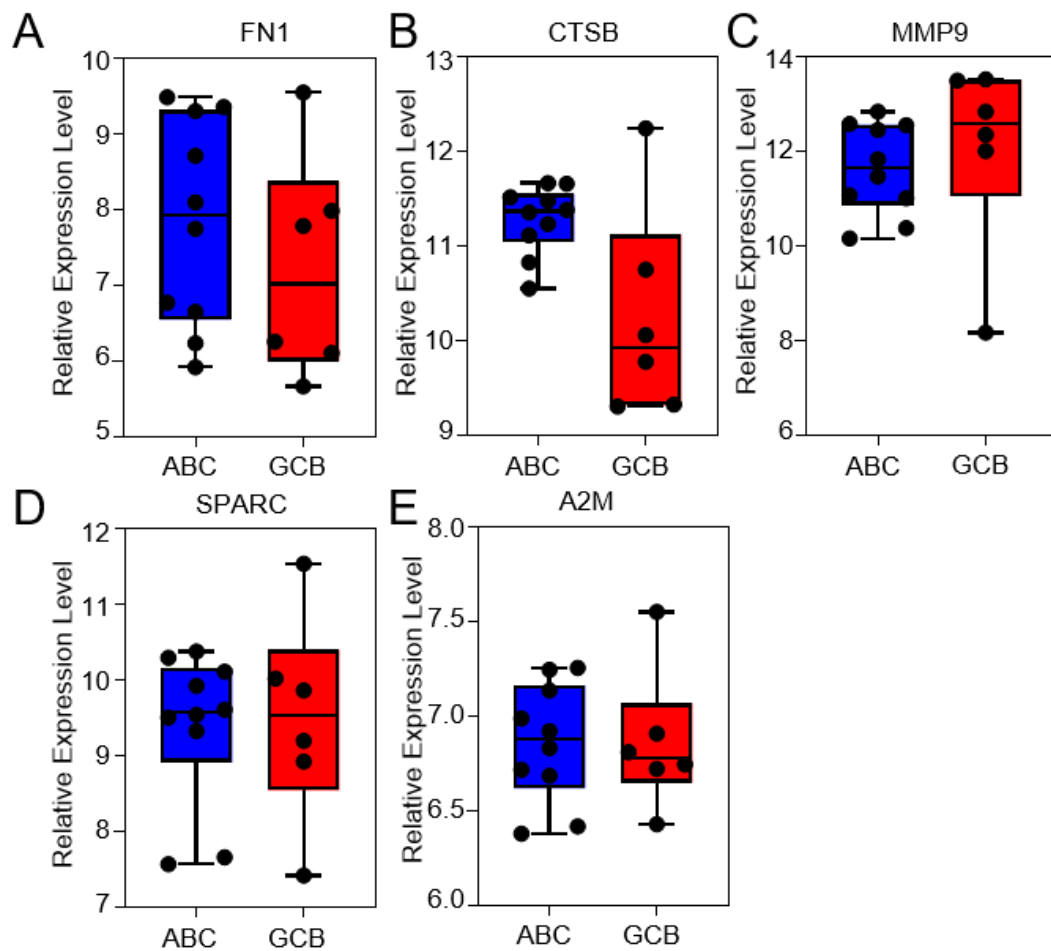 A
FN1
Relative Expression Level
10
9
8
7
6
5
ABC
GCB
B
CTSB
Relative Expression Level
13
12
11
10
9
ABC
GCB
C
MMP9
Relative Expression Level
14
12
10
8
6
ABC
GCB
D
SPARC
Relative Expression Level
12
11
10
9
8
7
ABC
GCB
E
A2M
Relative Expression Level
8.0
7.5
7.0
6.5
6.0
ABC
GCB